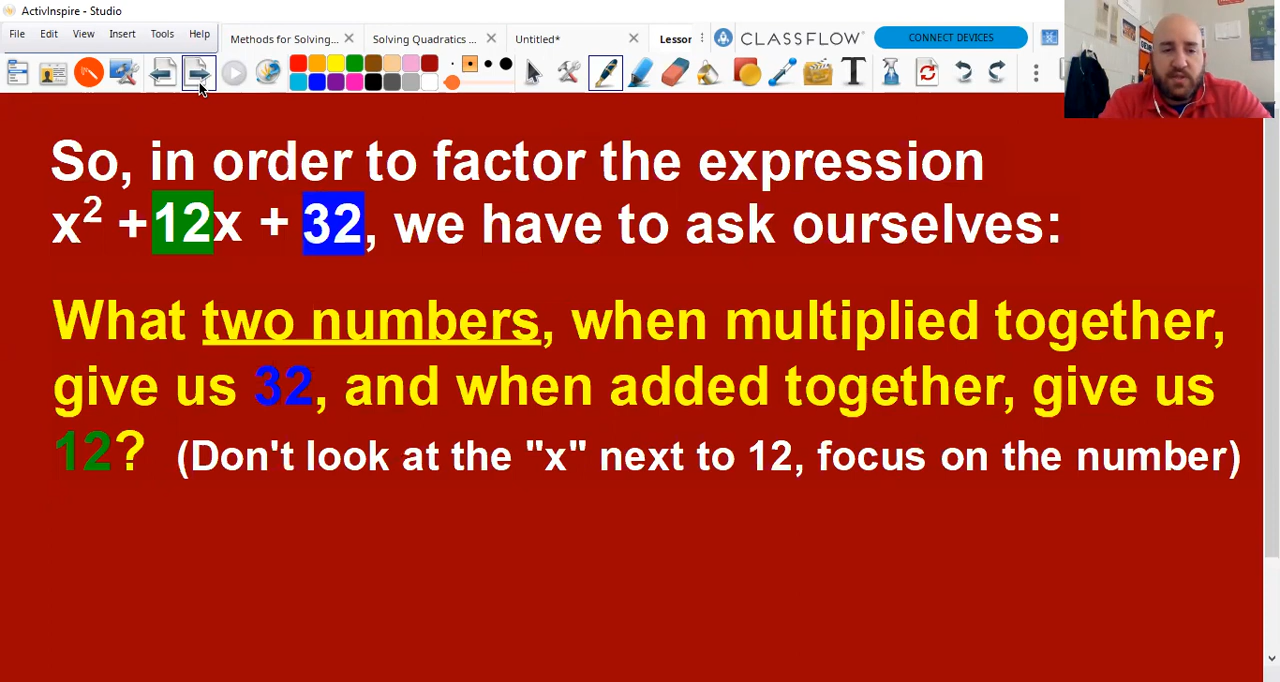 ActivInspire - Studio
File Edit View Insert Tools Help
Methods for Solving... Solving Quadratics ... Untitled* Lesson CLASSFLOW CONNECT DEVICES
So, in order to factor the expression
x² + 12x + 32, we have to ask ourselves:
What two numbers, when multiplied together,
give us 32, and when added together, give us
12? (Don't look at the "x" next to 12, focus on the number)